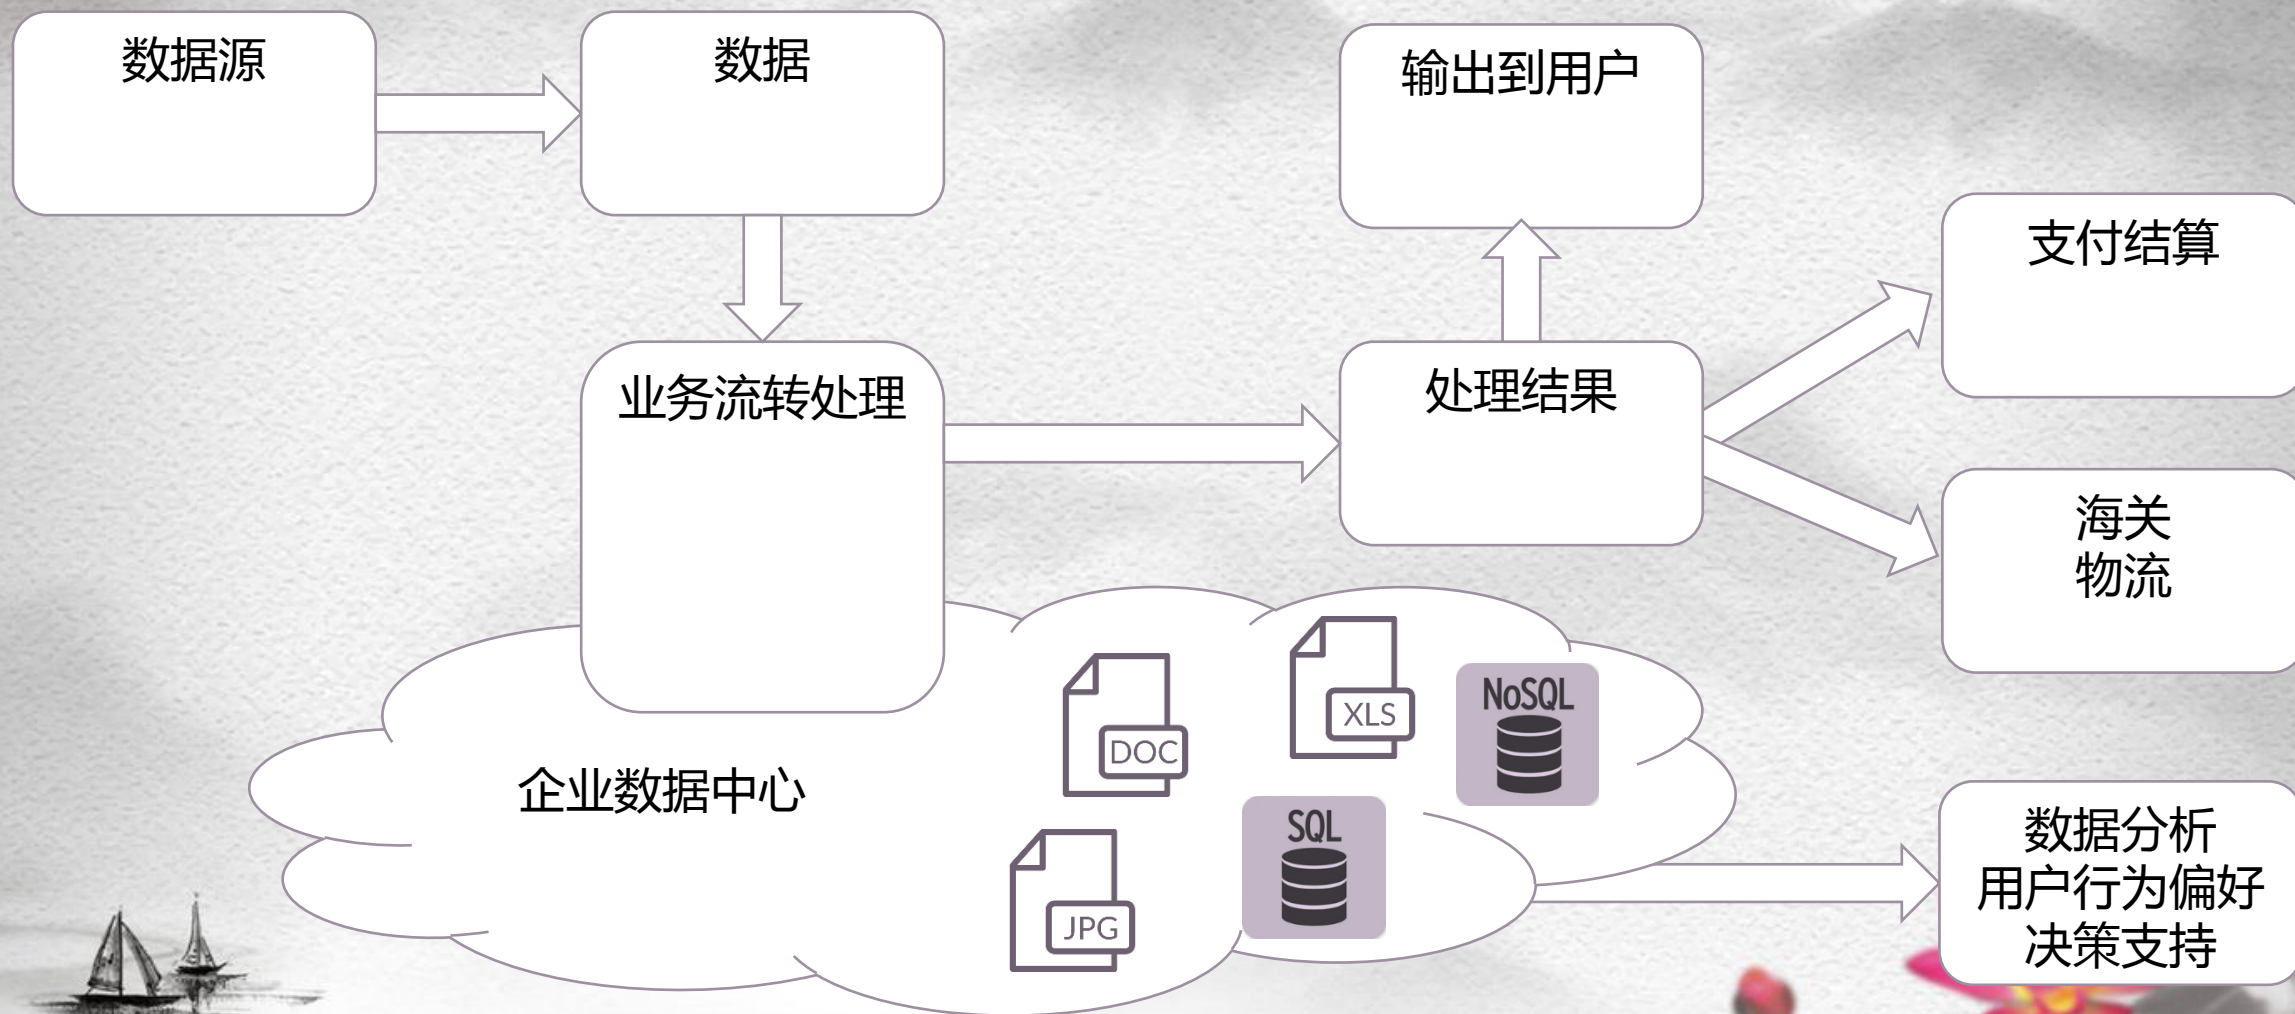 数据源
数据
输出到用户
支付结算
业务流转处理
处理结果
海关
物流
企业数据中心
DOC
XLS
NoSQL
SQL
JPG
数据分析
用户行为偏好
决策支持